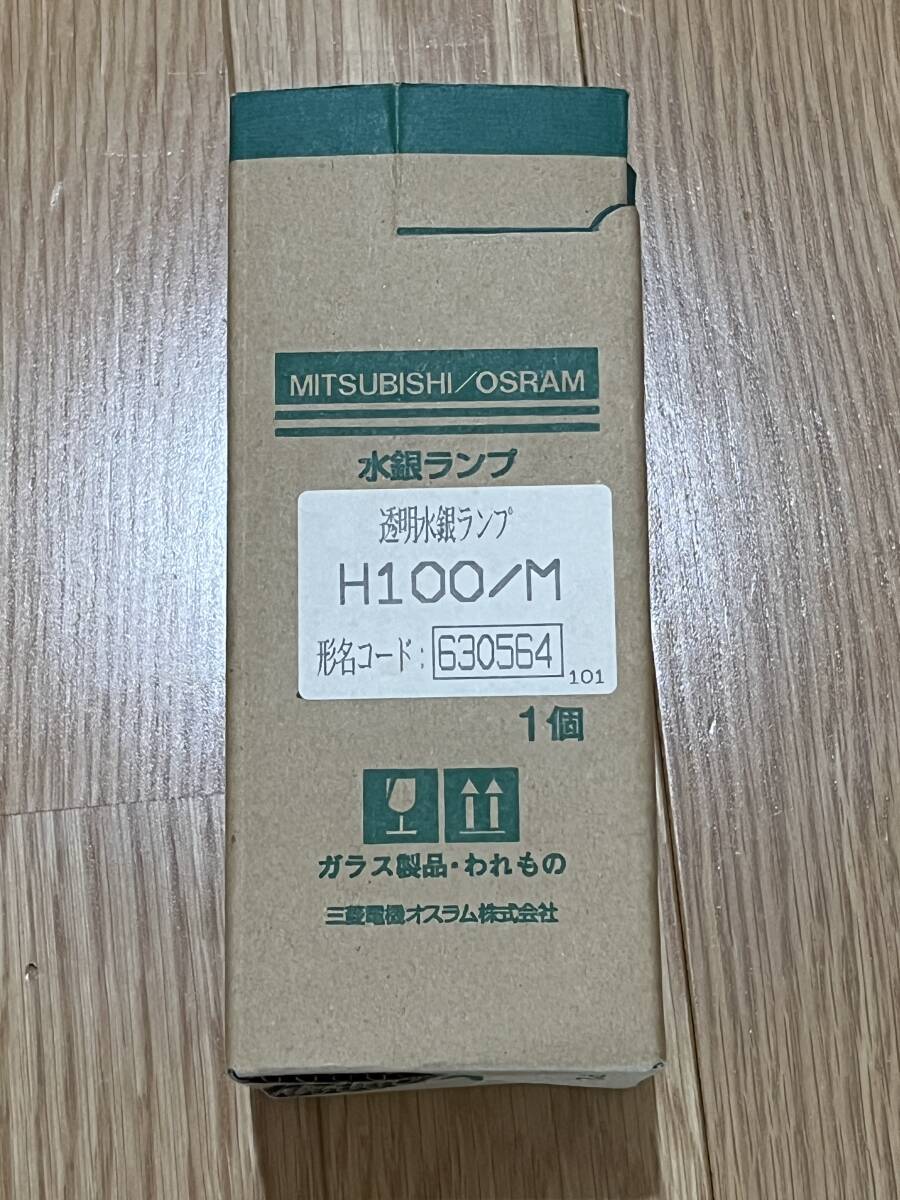 MITSUBISHI/OSRAM
水銀ランプ
透明水銀ランプ
H100/M
形名コード:630564
101
1個
ガラス製品・われもの
三菱電機オスラム株式会社